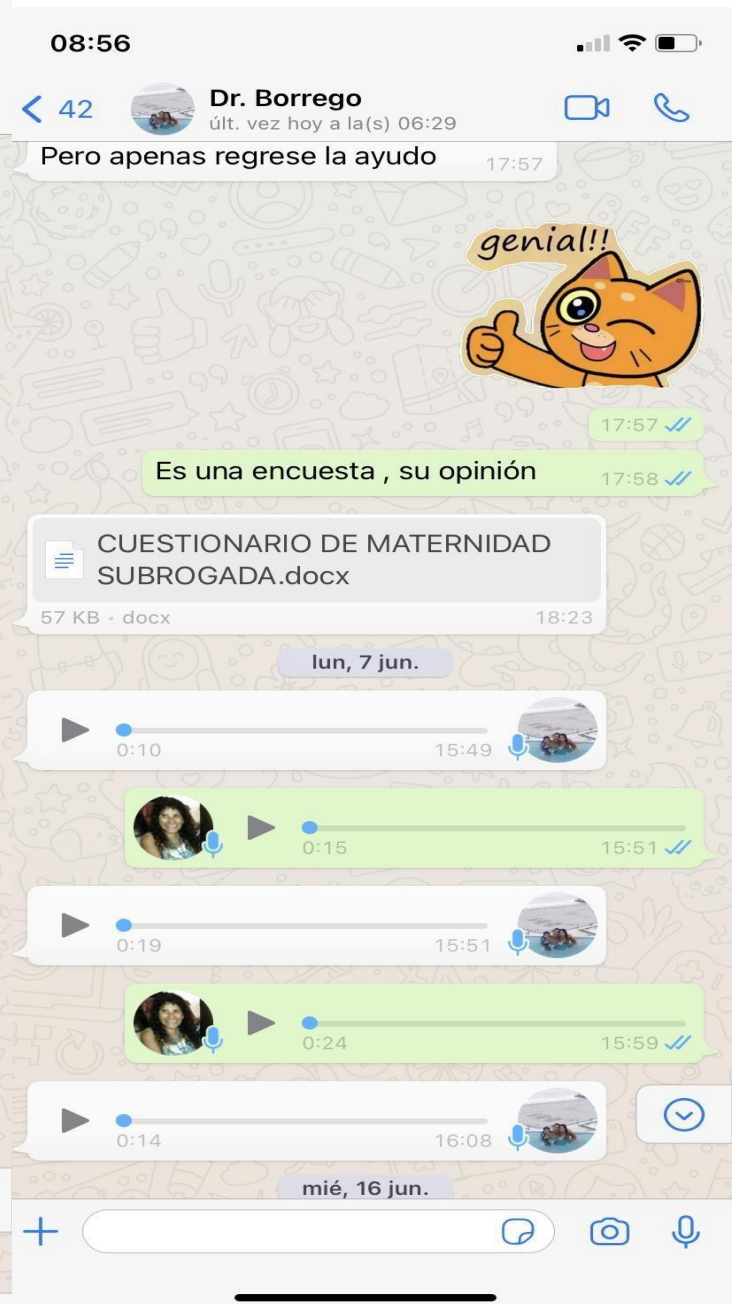 08:56
42
Dr. Borrego
últ. vez hoy a la(s) 06:29
Pero apenas regrese la ayudo
17:57
genial!!
17:57
Es una encuesta , su opinión
17:58
CUESTIONARIO DE MATERNIDAD
SUBROGADA.docx
57 KB · docx
18:23
lun, 7 jun.
0:10
15:49
0:15
15:51
0:19
15:51
0:24
15:59
0:14
16:08
mié, 16 jun.